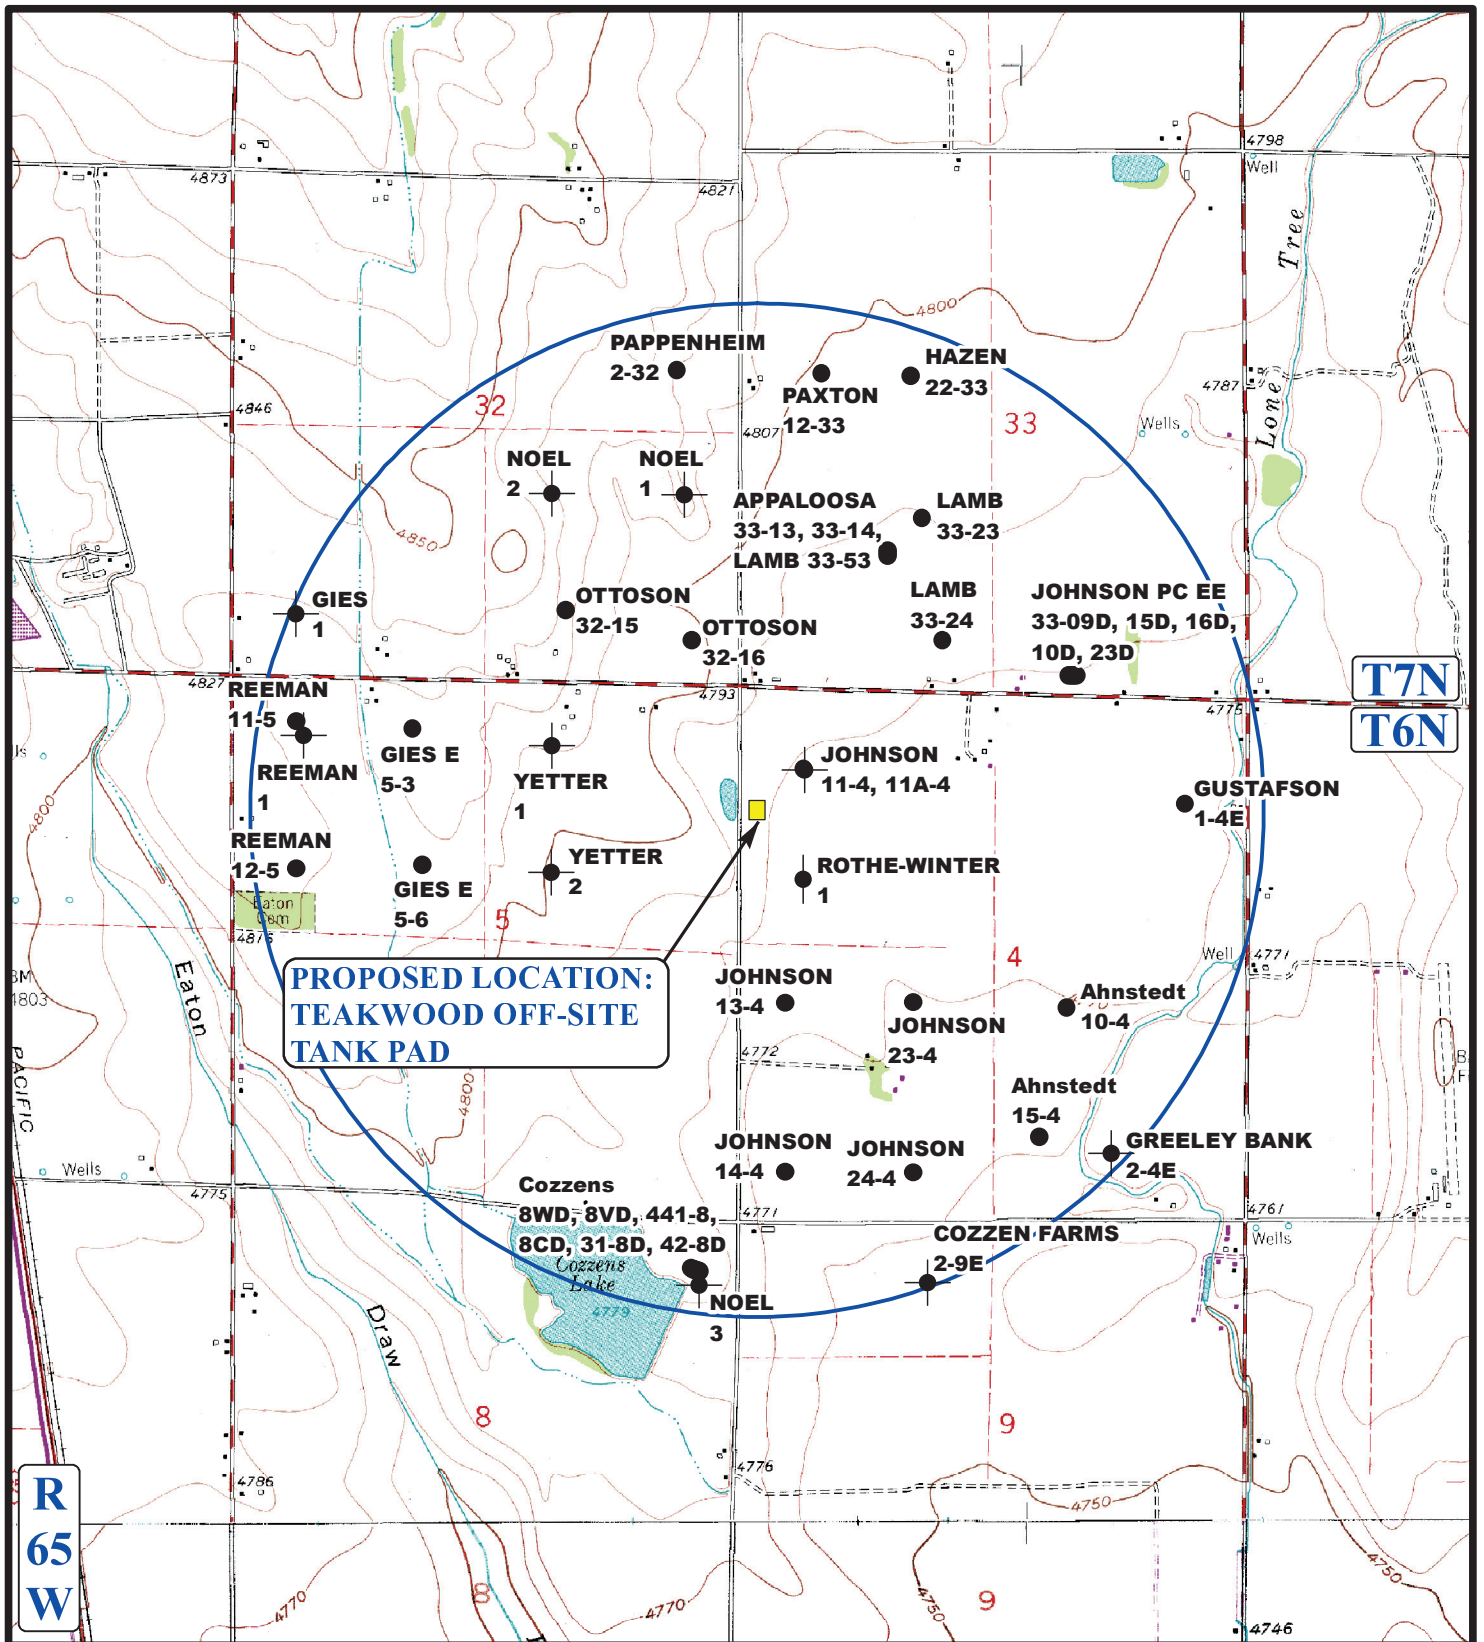 4798
Well
4873
4821
Tree
4800
PAPPENHEIM
2-32
HAZEN
22-33
PAXTON
12-33
4787
Lone
32
4846
33
4807
Wells
NOEL
2
NOEL
1
APPALOOSA
33-13, 33-14,
LAMB 33-53
LAMB
33-23
4850
GIES
1
OTTOSON
32-15
OTTOSON
32-16
LAMB
33-24
JOHNSON PC EE
33-09D, 15D, 16D,
10D, 23D
T7N
T6N
4827
4793
4775
REEMAN
11-5
REEMAN
1
GIES E
5-3
YETTER
1
JOHNSON
11-4, 11A-4
GUSTAFSON
1-4E
4800
REEMAN
12-5
GIES E
5-6
YETTER
2
ROTHE-WINTER
1
Eaton
Cem
5
4
Well
4771
BM
4803
Eaton
PROPOSED LOCATION:
TEAKWOOD OFF-SITE
TANK PAD
JOHNSON
13-4
JOHNSON
23-4
Ahnstedt
10-4
4772
PACIFIC
4800
Ahnstedt
15-4
JOHNSON
14-4
JOHNSON
24-4
GREELEY BANK
2-4E
Wells
4775
Cozzens
8WD, 8VD, 441-8,
8CD, 31-8D, 42-8D
4771
4761
Wells
COZZEN FARMS
2-9E
Cozzens
Lake
4779
NOEL
3
Draw
8
9
4776
4786
4750
R
65
W
4770
8
4770
4750
9
4750
4746